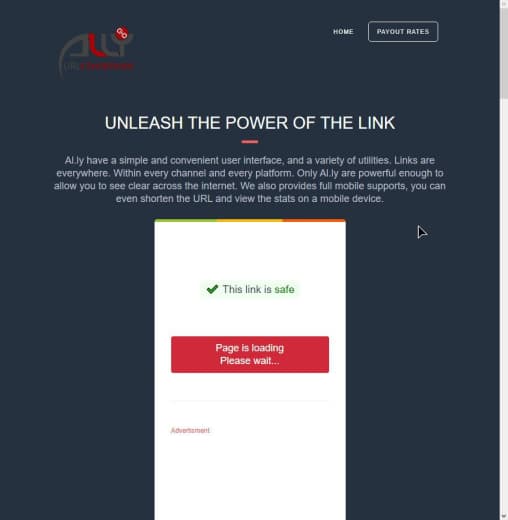 ALLY
GO
URL
HOME
PAYOUT RATES
UNLEASH THE POWER OF THE LINK
Al.ly have a simple and convenient user interface, and a variety of utilities. Links are
everywhere. Within every channel and every platform. Only Al.ly are powerful enough to
allow you to see clear across the internet. We also provides full mobile supports, you can
even shorten the URL and view the stats on a mobile device.
This link is safe
Page is loading
Please wait...
Advertisment